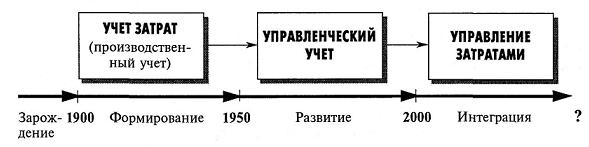 УЧЕТ ЗАТРАТ
(производствен-
ный учет)
УПРАВЛЕНЧЕСКИЙ
УЧЕТ
УПРАВЛЕНИЕ
ЗАТРАТАМИ
Зарож-
дение
1900
Формирование
1950
Развитие
2000
Интеграция
?